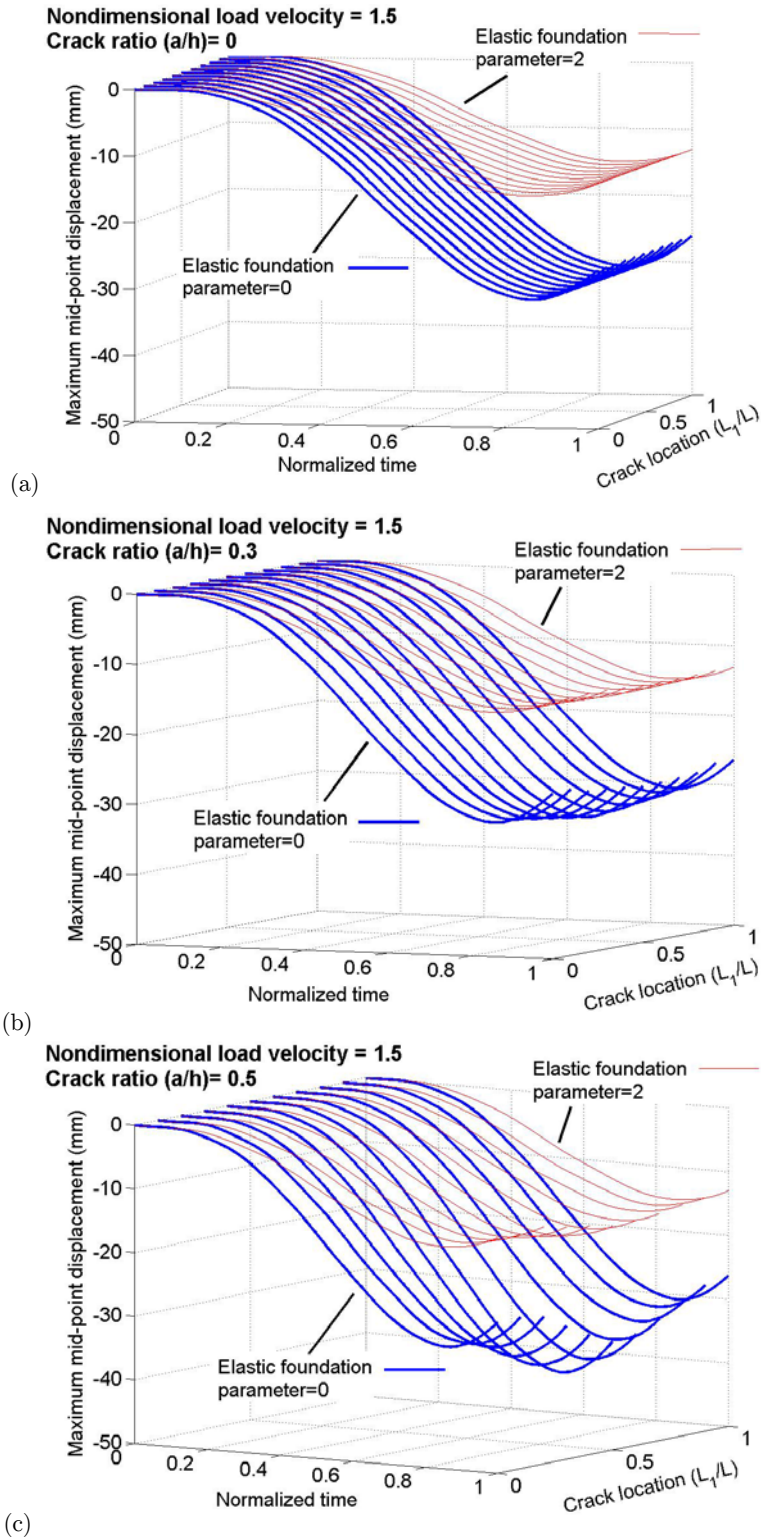 Nondimensional load velocity = 1.5
Crack ratio (a/h)= 0
Elastic foundation
parameter=2
Maximum mid-point displacement (mm)
0
-10
-20
-30
-40
-50
Elastic foundation
parameter=0
0
0.2
0.4
0.6
0.8
1
Normalized time
0
0.5
1
Crack location (L1/L)
(a)
Nondimensional load velocity = 1.5
Crack ratio (a/h)= 0.3
Elastic foundation
parameter=2
Maximum mid-point displacement (mm)
0
-10
-20
-30
-40
-50
Elastic foundation
parameter=0
0
0.2
0.4
0.6
0.8
1
Normalized time
0
0.5
1
Crack location (L1/L)
(b)
Nondimensional load velocity = 1.5
Crack ratio (a/h)= 0.5
Elastic foundation
parameter=2
Maximum mid-point displacement (mm)
0
-10
-20
-30
-40
-50
Elastic foundation
parameter=0
0
0.2
0.4
0.6
0.8
1
Normalized time
0
0.5
1
Crack location (L1/L)
(c)